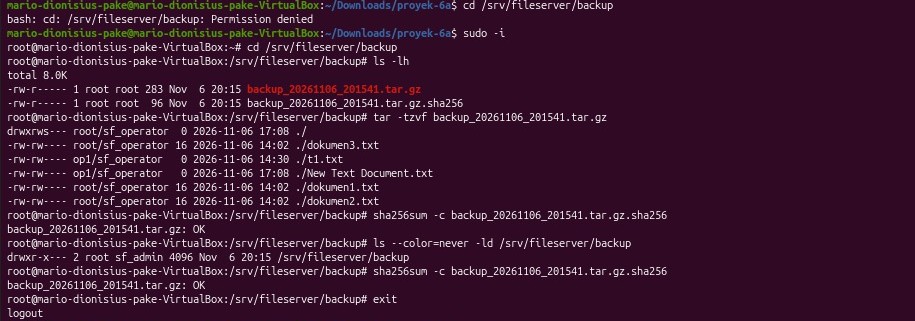 mario-dionisius-pake@mario-dionisius-pake-VirtualBox:~/Downloads/proyek-6a$ cd /srv/fileserver/backup
bash: cd: /srv/fileserver/backup: Permission denied
mario-dionisius-pake@mario-dionisius-pake-VirtualBox:~/Downloads/proyek-6a$ sudo -i
root@mario-dionisius-pake-VirtualBox:~# cd /srv/fileserver/backup
root@mario-dionisius-pake-VirtualBox:/srv/fileserver/backup# ls -lh
total 8.0K
-rw-r----- 1 root root 283 Nov  6 20:15 backup_20261106_201541.tar.gz
-rw-r----- 1 root root  96 Nov  6 20:15 backup_20261106_201541.tar.gz.sha256
root@mario-dionisius-pake-VirtualBox:/srv/fileserver/backup# tar -tzvf backup_20261106_201541.tar.gz
drwxrws--- root/sf_operator  0 2026-11-06 17:08 ./
-rw-rw---- root/sf_operator 16 2026-11-06 14:02 ./dokumen3.txt
-rw-rw---- op1/sf_operator   0 2026-11-06 14:30 ./t1.txt
-rw-rw---- op1/sf_operator   0 2026-11-06 17:08 ./New Text Document.txt
-rw-rw---- root/sf_operator 16 2026-11-06 14:02 ./dokumen1.txt
-rw-rw---- root/sf_operator 16 2026-11-06 14:02 ./dokumen2.txt
root@mario-dionisius-pake-VirtualBox:/srv/fileserver/backup# sha256sum -c backup_20261106_201541.tar.gz.sha256
backup_20261106_201541.tar.gz: OK
root@mario-dionisius-pake-VirtualBox:/srv/fileserver/backup# ls --color=never -ld /srv/fileserver/backup
drwxr-x--- 2 root sf_admin 4096 Nov  6 20:15 /srv/fileserver/backup
root@mario-dionisius-pake-VirtualBox:/srv/fileserver/backup# sha256sum -c backup_20261106_201541.tar.gz.sha256
backup_20261106_201541.tar.gz: OK
root@mario-dionisius-pake-VirtualBox:/srv/fileserver/backup# exit
logout